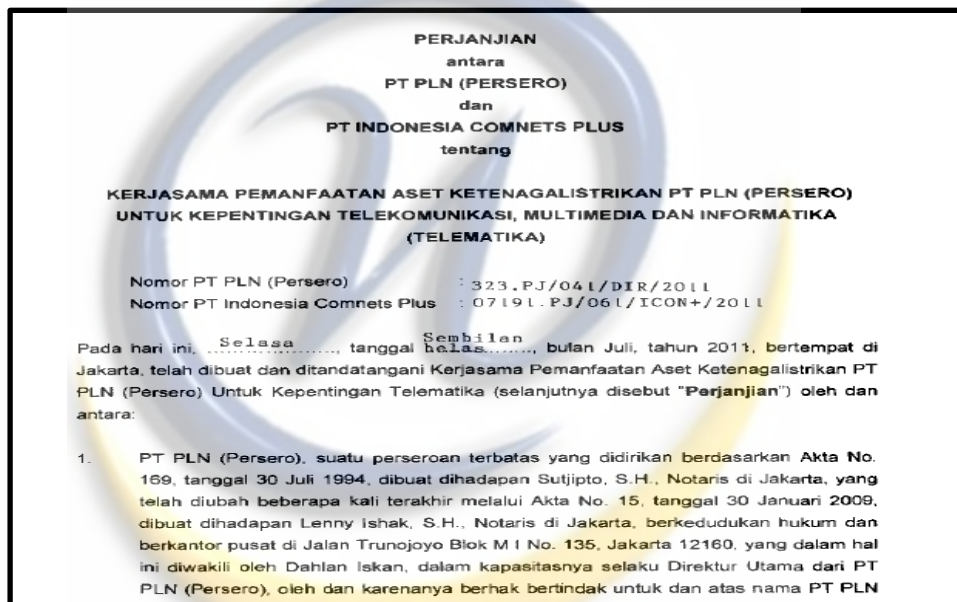 PERJANJIAN
antara
PT PLN (PERSERO)
dan
PT INDONESIA COMNETS PLUS
tentang
KERJASAMA PEMANFAATAN ASET KETENAGALISTRIKAN PT PLN (PERSERO)
UNTUK KEPENTINGAN TELEKOMUNIKASI, MULTIMEDIA DAN INFORMATIKA
(TELEMATIKA)
Nomor PT PLN (Persero) : 323.PJ/041/DIR/2011
Nomor PT Indonesia Comnets Plus : 07191.PJ/061/ICON+/2011
Pada hari ini, Selasa, tanggal Sembilan belas, bulan Juli, tahun 2011, bertempat di
Jakarta, telah dibuat dan ditandatangani Kerjasama Pemanfaatan Aset Ketenagalistrikan PT
PLN (Persero) Untuk Kepentingan Telematika (selanjutnya disebut "Perjanjian") oleh dan
antara:
1. PT PLN (Persero), suatu perseroan terbatas yang didirikan berdasarkan Akta No.
169, tanggal 30 Juli 1994, dibuat dihadapan Sutjipto, S.H., Notaris di Jakarta, yang
telah diubah beberapa kali terakhir melalui Akta No. 15, tanggal 30 Januari 2009,
dibuat dihadapan Lenny Ishak, S.H., Notaris di Jakarta, berkedudukan hukum dan
berkantor pusat di Jalan Trunojoyo Blok M I No. 135, Jakarta 12160, yang dalam hal
ini diwakili oleh Dahlan Iskan, dalam kapasitasnya selaku Direktur Utama dari PT
PLN (Persero), oleh dan karenanya berhak bertindak untuk dan atas nama PT PLN